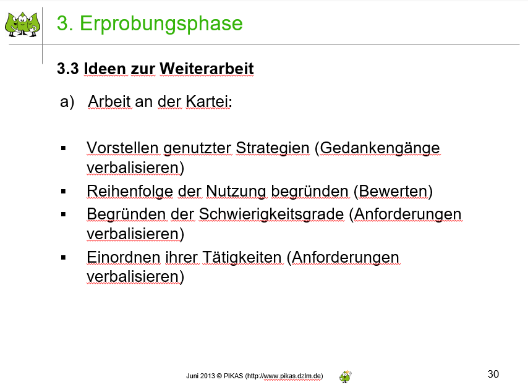 3. Erprobungsphase
3.3 Ideen zur Weiterarbeit
a) Arbeit an der Kartei:
▪ Vorstellen genutzter Strategien (Gedankengänge
verbalisieren)
▪ Reihenfolge der Nutzung begründen (Bewerten)
▪ Begründen der Schwierigkeitsgrade (Anforderungen
verbalisieren)
▪ Einordnen ihrer Tätigkeiten (Anforderungen
verbalisieren)
Juni 2013 © PIKAS (http://www.pikas.dzlm.de)
30